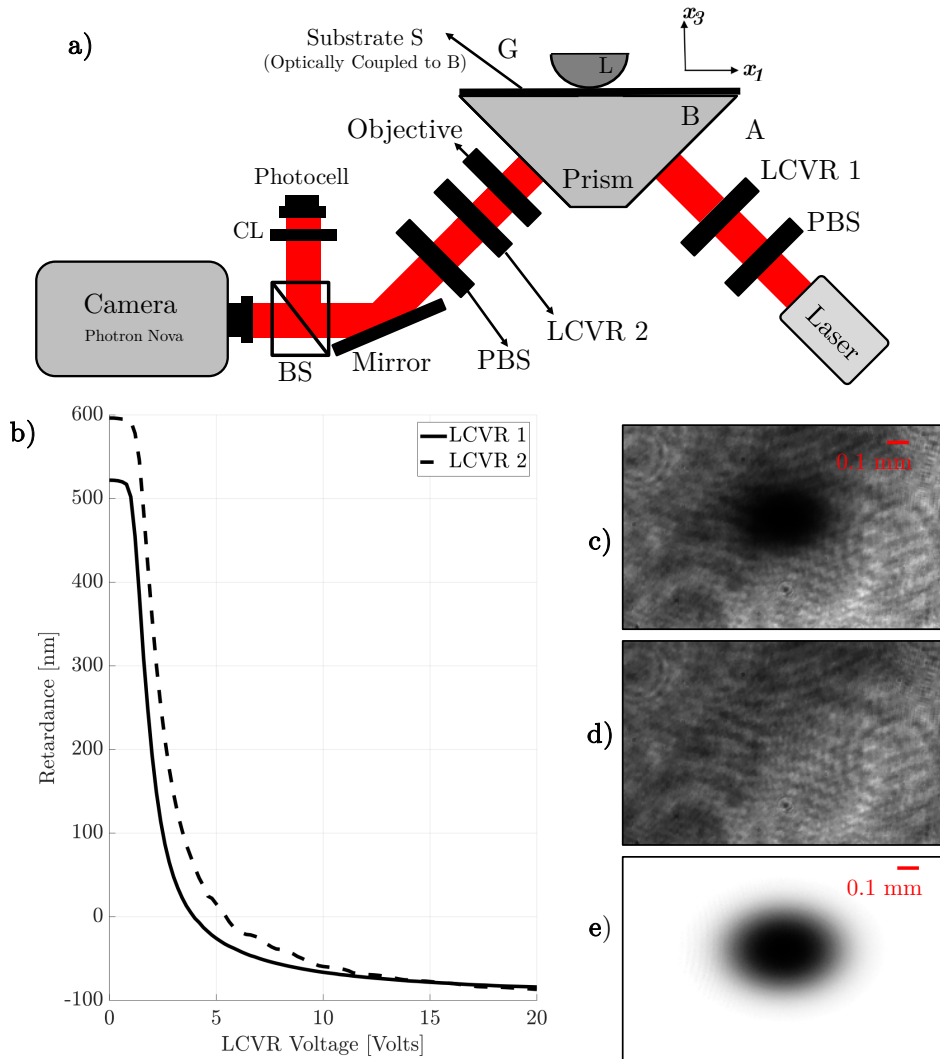 a)
Substrate S
(Optically Coupled to B)
G
L
x3
x1
B
A
Objective
Prism
LCVR 1
Photocell
PBS
CL
Camera
Photron Nova
BS
Mirror
PBS
LCVR 2
Laser
b)
600
500
400
300
200
100
0
-100
Retardance [nm]
0
5
10
15
20
LCVR Voltage [Volts]
LCVR 1
LCVR 2
c)
0.1 mm
d)
e)
0.1 mm